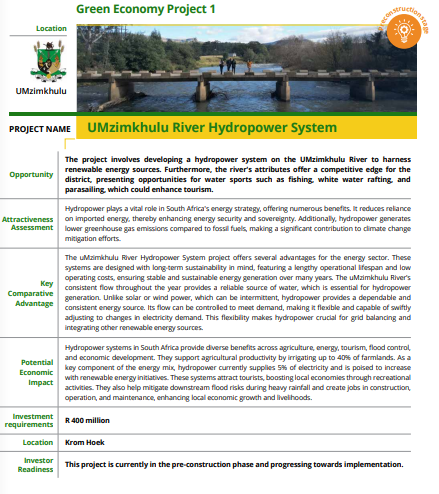 Green Economy Project 1
Preconstruction Stage
Location
UMzimkhulu
PROJECT NAME
UMzimkhulu River Hydropower System
Opportunity
The project involves developing a hydropower system on the UMzimkhulu River to harness
renewable energy sources. Furthermore, the river's attributes offer a competitive edge for the
district, presenting opportunities for water sports such as fishing, white water rafting, and
parasailing, which could enhance tourism.
Attractiveness
Assessment
Hydropower plays a vital role in South Africa's energy strategy, offering numerous benefits. It reduces reliance
on imported energy, thereby enhancing energy security and sovereignty. Additionally, hydropower generates
lower greenhouse gas emissions compared to fossil fuels, making a significant contribution to climate change
mitigation efforts.
Key
Comparative
Advantage
The uMzimkhulu River Hydropower System project offers several advantages for the energy sector. These
systems are designed with long-term sustainability in mind, featuring a lengthy operational lifespan and low
operating costs, ensuring stable and sustainable energy generation over many years. The uMzimkhulu River's
consistent flow throughout the year provides a reliable source of water, which is essential for hydropower
generation. Unlike solar or wind power, which can be intermittent, hydropower provides a dependable and
consistent energy source. Its flow can be controlled to meet demand, making it flexible and capable of swiftly
adjusting to changes in electricity demand. This flexibility makes hydropower crucial for grid balancing and
integrating other renewable energy sources.
Potential
Economic
Impact
Hydropower systems in South Africa provide diverse benefits across agriculture, energy, tourism, flood control,
and economic development. They support agricultural productivity by irrigating up to 40% of farmlands. As a
key component of the energy mix, hydropower currently supplies 5% of electricity and is poised to increase
with renewable energy initiatives. These systems attract tourists, boosting local economies through recreational
activities. They also help mitigate downstream flood risks during heavy rainfall and create jobs in construction,
operation, and maintenance, enhancing local economic growth and livelihoods.
Investment
requirements
R 400 million
Location
Krom Hoek
Investor
Readiness
This project is currently in the pre-construction phase and progressing towards implementation.